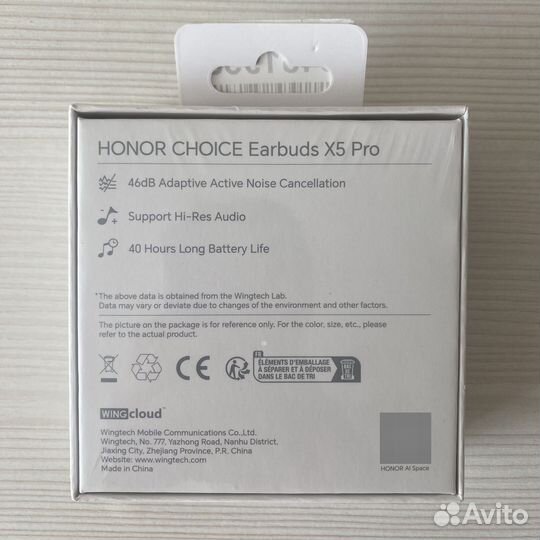 HONOR CHOICE Earbuds X5 Pro
46dB Adaptive Active Noise Cancellation
Support Hi-Res Audio
40 Hours Long Battery Life
*The above data is obtained from the Wingtech Lab.
Data may vary or deviate due to changes of the environment and other factors.
The picture on the package is for reference only. For the color, size, etc., please
refer to the actual product.
CE
FR
ÉLÉMENTS D'EMBALLAGE
À SÉPARER ET À DÉPOSER
DANS LE BAC DE TRI
BAC
DE
TRI
WINGcloud™
Wingtech Mobile Communications Co.,Ltd.
Wingtech, No. 777, Yazhong Road, Nanhu District,
Jiaxing City, Zhejiang Province, P.R. China
Website: www.wingtech.com
Made in China
HONOR AI Space
Avito